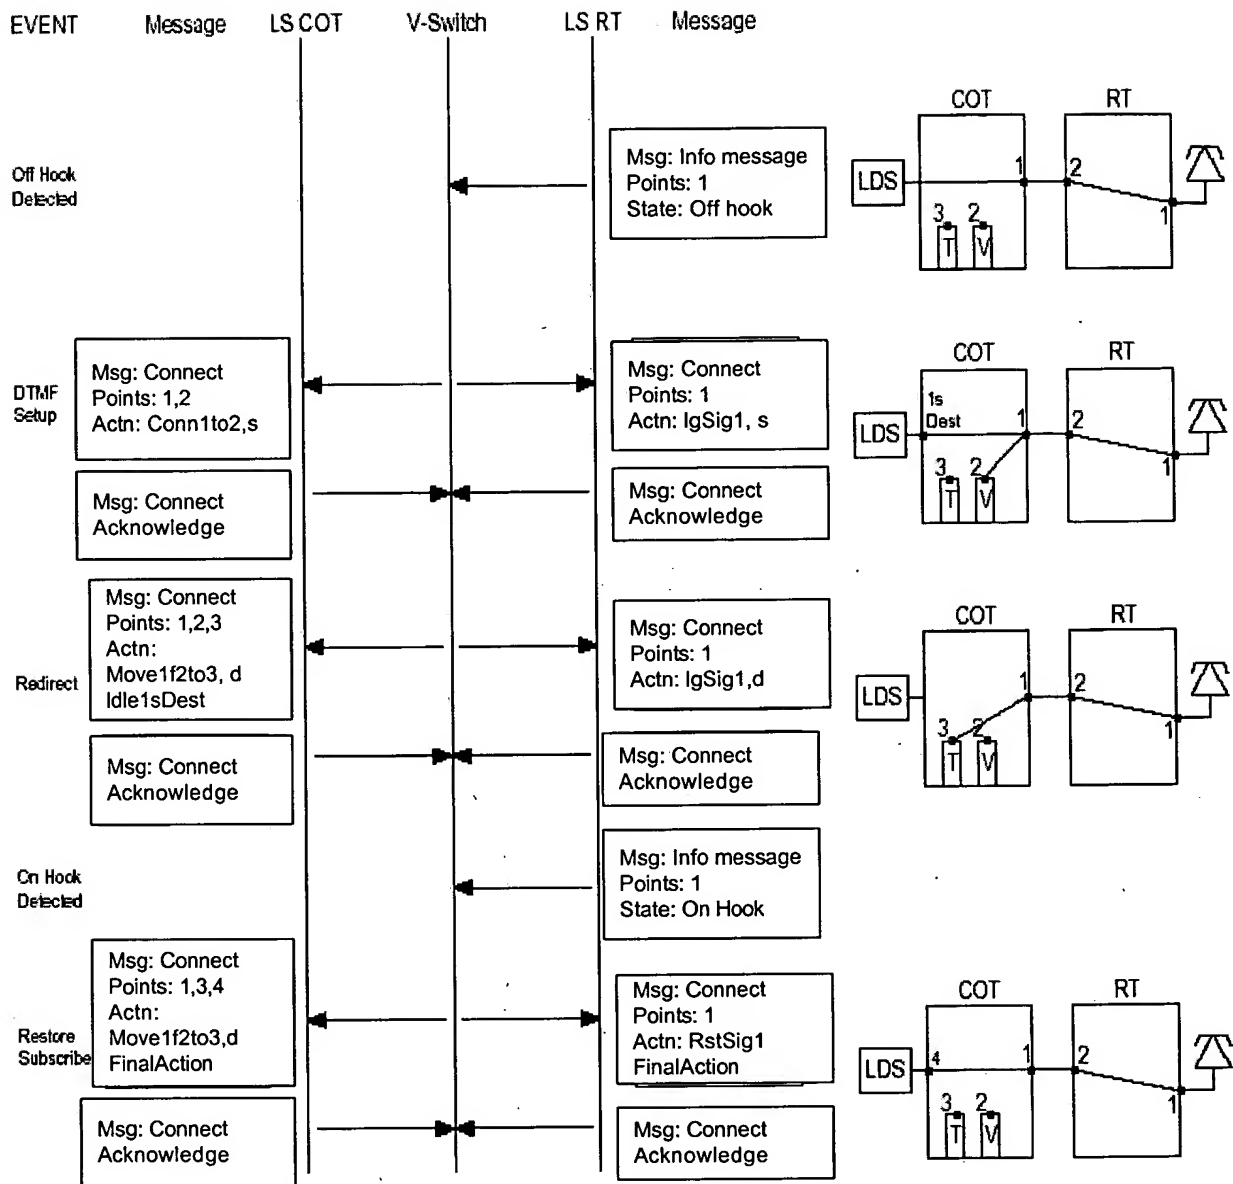 EVENT Message LS COT V-Switch LS RT Message
COT RT
Off Hook
Detected
Msg: Info message
Points: 1
State: Off hook
LDS
1
2
1
3 2
T V
DTMF
Setup
Msg: Connect
Points: 1,2
Actn: Conn1to2,s
Msg: Connect
Points: 1
Actn: IgSig1, s
COT RT
LDS
1s
Dest
1
2
1
3 2
T V
Msg: Connect
Acknowledge
Msg: Connect
Acknowledge
Redirect
Msg: Connect
Points: 1,2,3
Actn:
Move1f2to3, d
Idle1sDest
Msg: Connect
Points: 1
Actn: IgSig1,d
COT RT
LDS
1
2
1
3 2
T V
Msg: Connect
Acknowledge
Msg: Connect
Acknowledge
On Hook
Detected
Msg: Info message
Points: 1
State: On Hook
Restore
Subscribe
Msg: Connect
Points: 1,3,4
Actn:
Move1f2to3,d
FinalAction
Msg: Connect
Points: 1
Actn: RstSig1
FinalAction
COT RT
LDS
4
1
2
1
3 2
T V
Msg: Connect
Acknowledge
Msg: Connect
Acknowledge